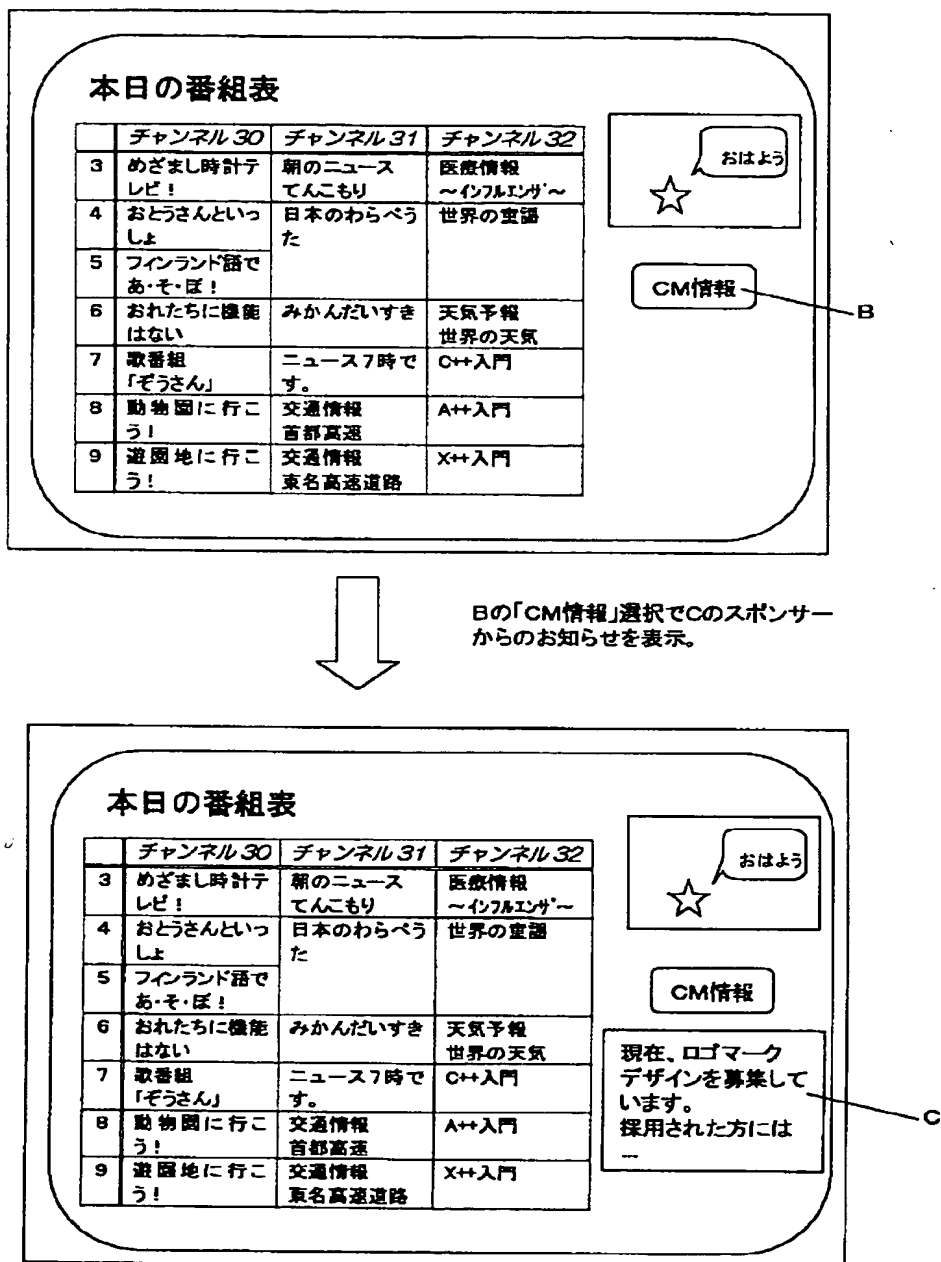 本日の番組表
チャンネル30 チャンネル31 チャンネル32
3 めざまし時計テ 朝のニュース 医療情報
レビ! てんこもり ～インフルエンザ～
4 おとうさんといっ 日本のわらべう 世界の童謡
しょ た
5 フィンランド語で
あ・そ・ぼ!
6 おれたちに機能 みかんだいすき 天気予報
はない 世界の天気
7 歌番組 ニュース7時で C++入門
「ぞうさん」 す。
8 動物園に行こ 交通情報 A++入門
う! 首都高速
9 遊園地に行こ 交通情報 X++入門
う!東名高速道路
おはよう
CM情報
B
Bの「CM情報」選択でCのスポンサー
からのお知らせを表示。
本日の番組表
チャンネル30 チャンネル31 チャンネル32
3 めざまし時計テ 朝のニュース 医療情報
レビ! てんこもり ～インフルエンザ～
4 おとうさんといっ 日本のわらべう 世界の童謡
しょ た
5 フィンランド語で
あ・そ・ぼ!
6 おれたちに機能 みかんだいすき 天気予報
はない 世界の天気
7 歌番組 ニュース7時で C++入門
「ぞうさん」 す。
8 動物園に行こ 交通情報 A++入門
う! 首都高速
9 遊園地に行こ 交通情報 X++入門
う! 東名高速道路
おはよう
CM情報
現在、ロゴマーク
デザインを募集して
います。
採用された方には
...
C